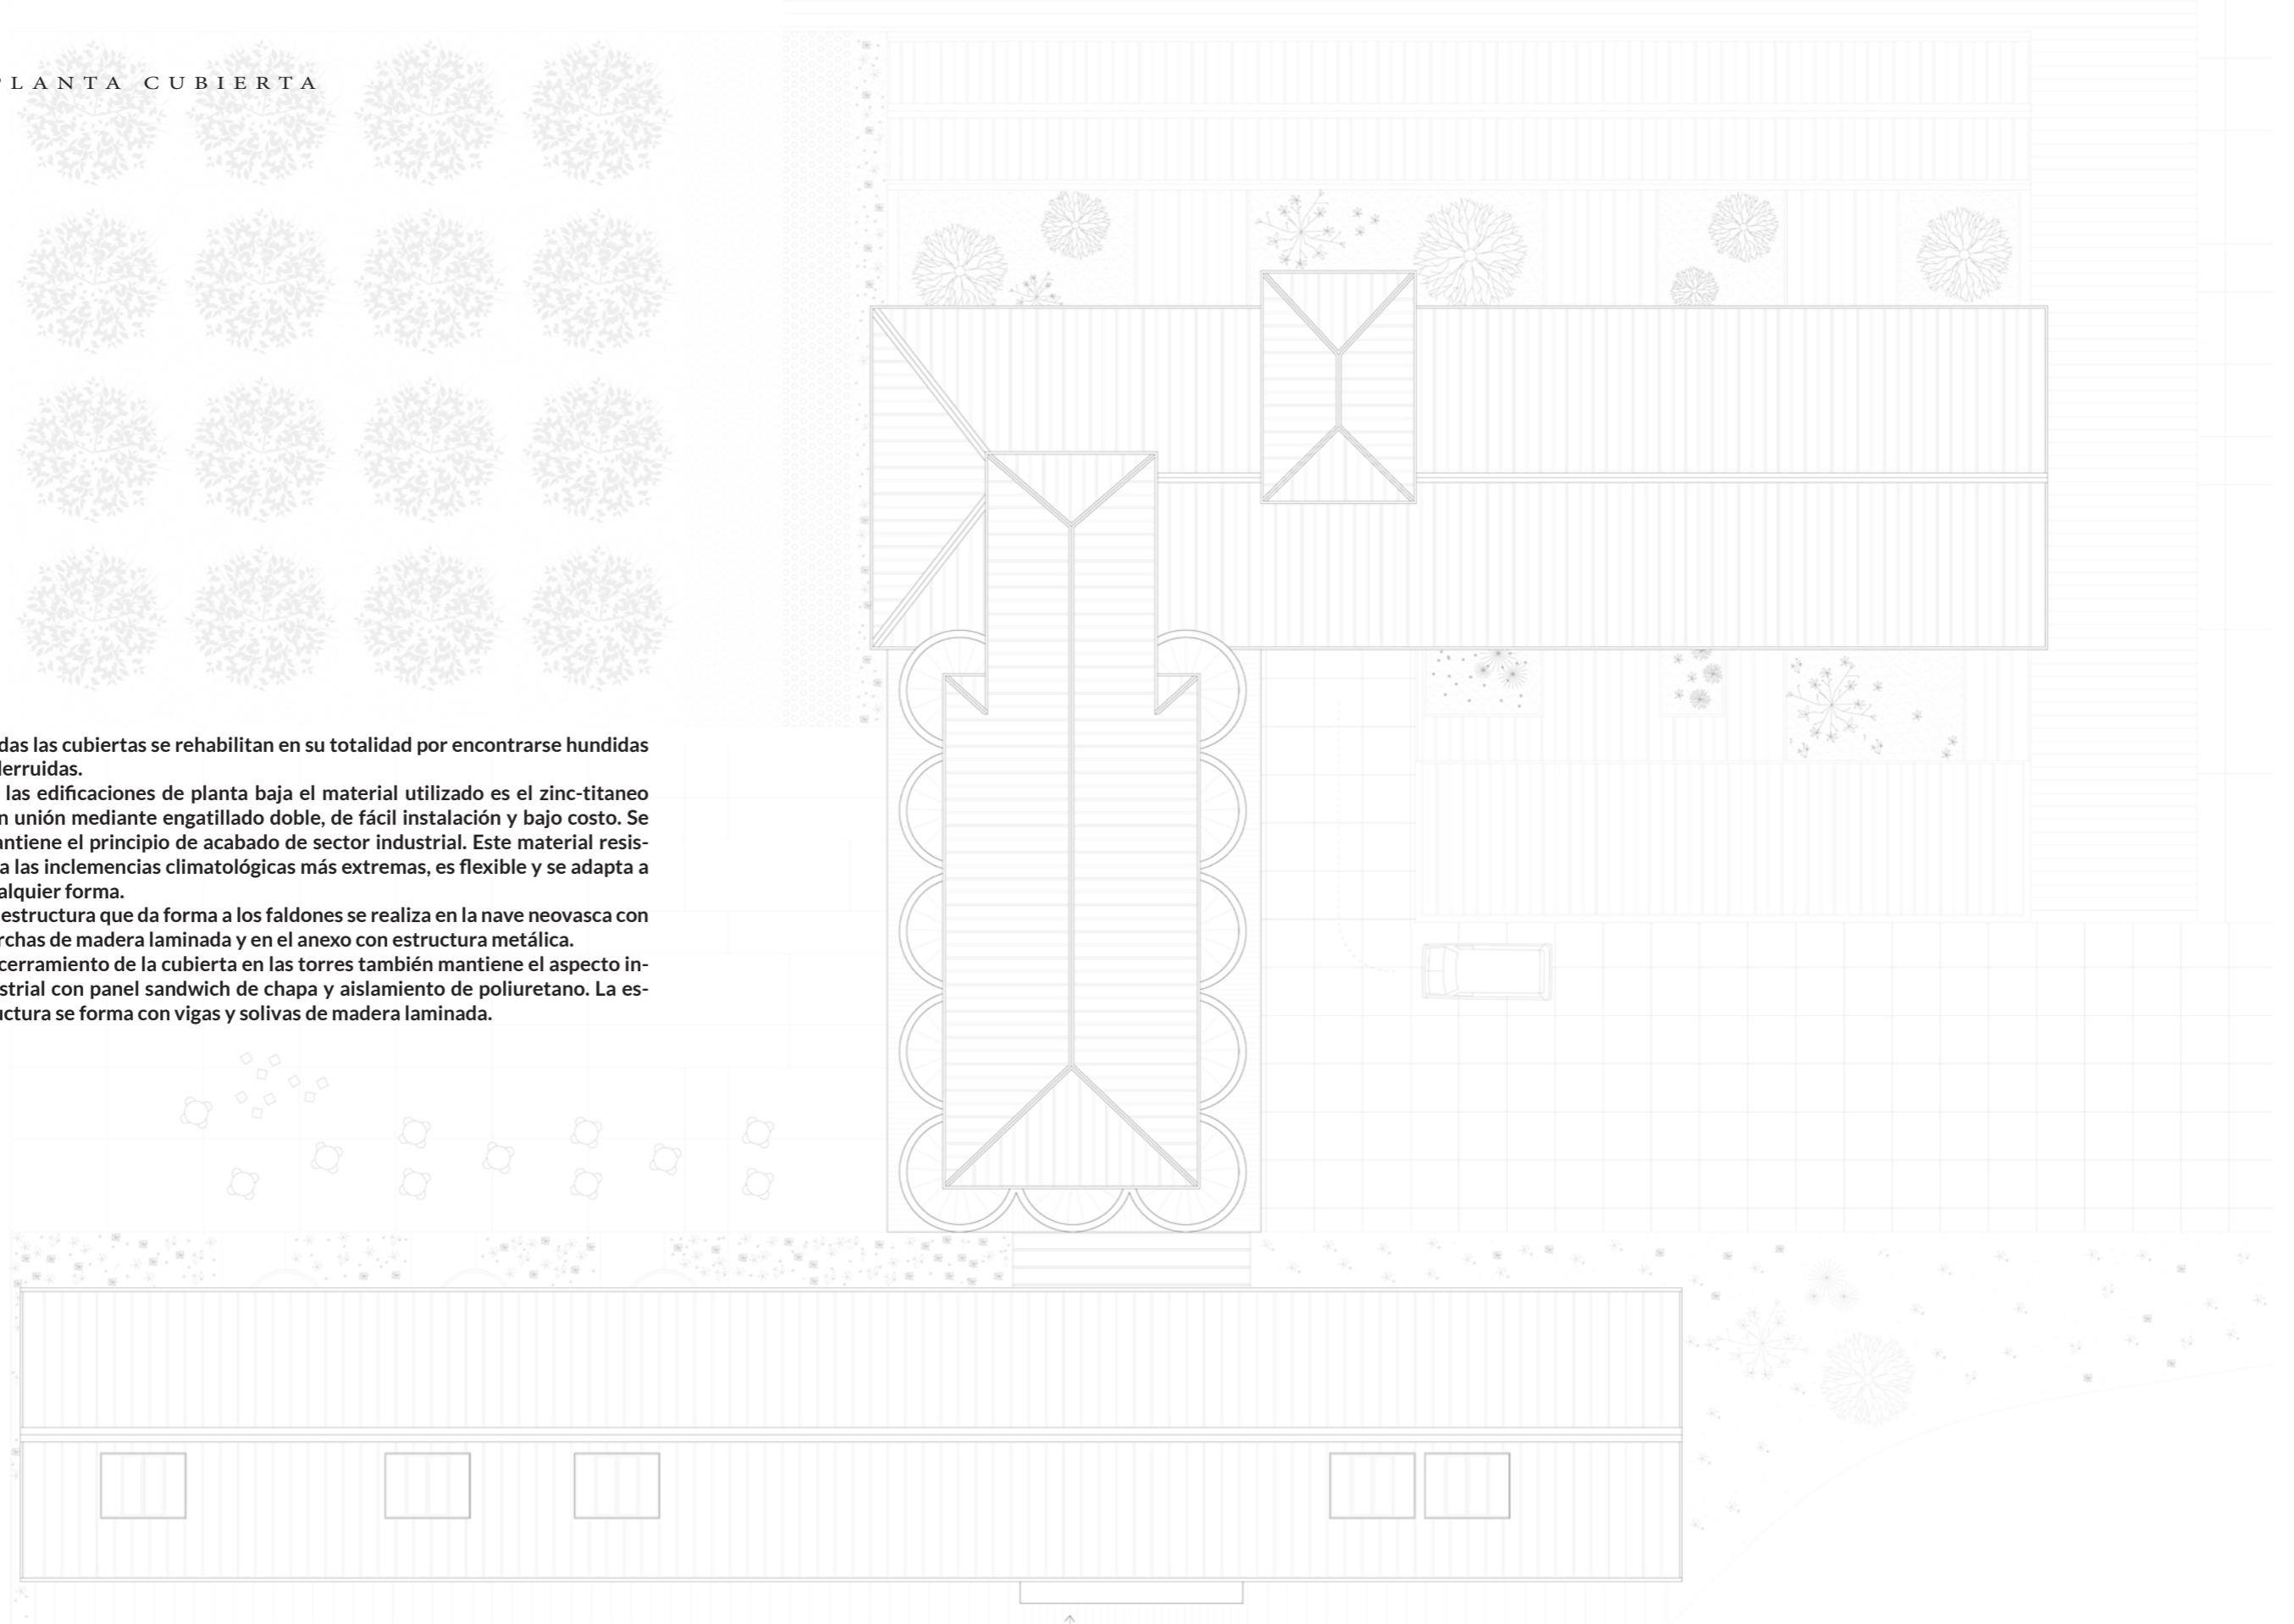 PLANTA CUBIERTA
das las cubiertas se rehabilitan en su totalidad por encontrarse hundidas
erruidas.
las edificaciones de planta baja el material utilizado es el zinc-titaneo
n unión mediante engatillado doble, de fácil instalación y bajo costo. Se
antiene el principio de acabado de sector industrial. Este material resis-
a las inclemencias climatológicas más extremas, es flexible y se adapta a
alquier forma.
estructura que da forma a los faldones se realiza en la nave neovasca con
rchas de madera laminada y en el anexo con estructura metálica.
cerramiento de la cubierta en las torres también mantiene el aspecto in-
strial con panel sandwich de chapa y aislamiento de poliuretano. La es-
uctura se forma con vigas y solivas de madera laminada.